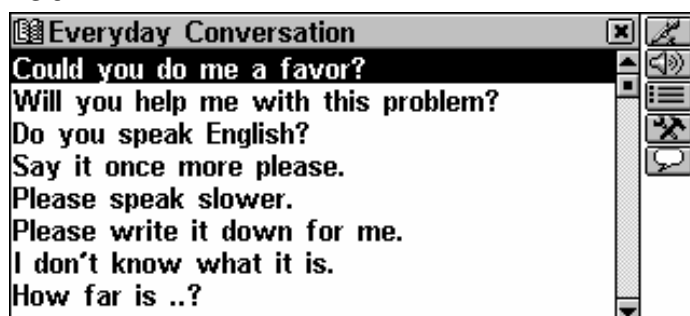 Everyday Conversation
Could you do me a favor?
Will you help me with this problem?
Do you speak English?
Say it once more please.
Please speak slower.
Please write it down for me.
I don't know what it is.
How far is ..?